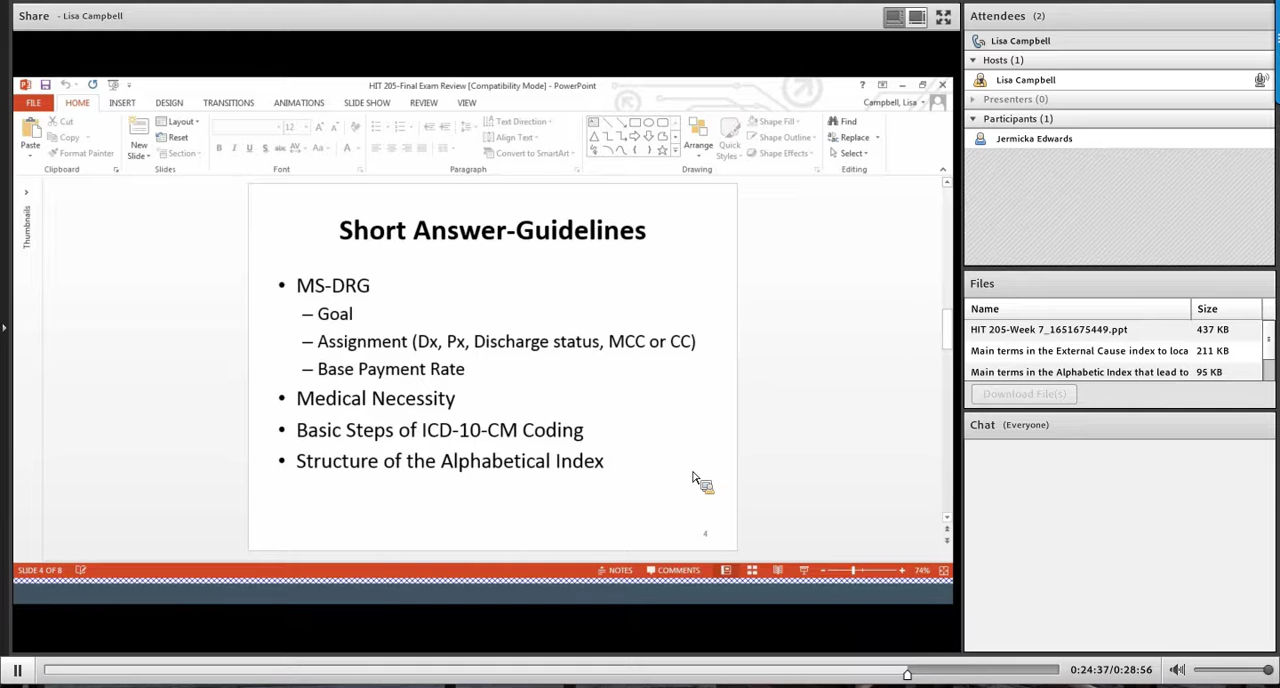 Share - Lisa Campbell
HIT 205-Final Exam Review [Compatibility Mode] - PowerPoint
FILE HOME INSERT DESIGN TRANSITIONS ANIMATIONS SLIDE SHOW REVIEW VIEW
Campbell, Lisa
Paste
Cut
Copy
Format Painter
Clipboard
New Slide
Layout
Reset
Section
Slides
12
Font
Text Direction
Align Text
Convert to SmartArt
Paragraph
Arrange
Quick Styles
Shape Fill
Shape Outline
Shape Effects
Drawing
Find
Replace
Select
Editing
Thumbnails
Short Answer-Guidelines
• MS-DRG
– Goal
– Assignment (Dx, Px, Discharge status, MCC or CC)
– Base Payment Rate
• Medical Necessity
• Basic Steps of ICD-10-CM Coding
• Structure of the Alphabetical Index
4
SLIDE 4 OF 8
NOTES COMMENTS 74%
Attendees (2)
Lisa Campbell
Hosts (1)
Lisa Campbell
Presenters (0)
Participants (1)
Jermicka Edwards
Files
Name Size
HIT 205-Week 7_1651675449.ppt 437 KB
Main terms in the External Cause index to loca 211 KB
Main terms in the Alphabetic Index that lead to 95 KB
Download File(s)
Chat (Everyone)
0:24:37/0:28:56